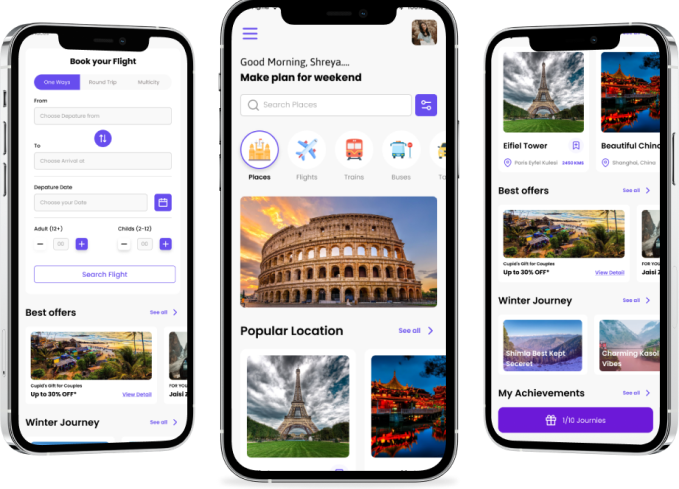 Book your Flight
One Ways
Round Trip
Multicity
From
Choose Depature from
To
Choose Arrival at
Depature Date
Choose your Date
Adult (12+)
Childs (2-12)
00
00
Search Flight
Best offers
See all
Cupid's Gift for Couples
Up to 30% OFF*
View Detail
FOR YOU
Jaisi Z
Winter Journey
See all
Good Morning, Shreya....
Make plan for weekend
Search Places
Places
Flights
Trains
Buses
Popular Location
See all
Eifiel Tower
Paris Eyfel Kulesi
2450 KMS
Beautiful China
Shanghai, China
Best offers
See all
Cupid's Gift for Couples
Up to 30% OFF*
View Detail
FOR YOU
Jaisi Z
Winter Journey
See all
Shimla Best Kept
Seceret
Charming Kasol
Vibes
My Achievements
See all
1/10 Journies